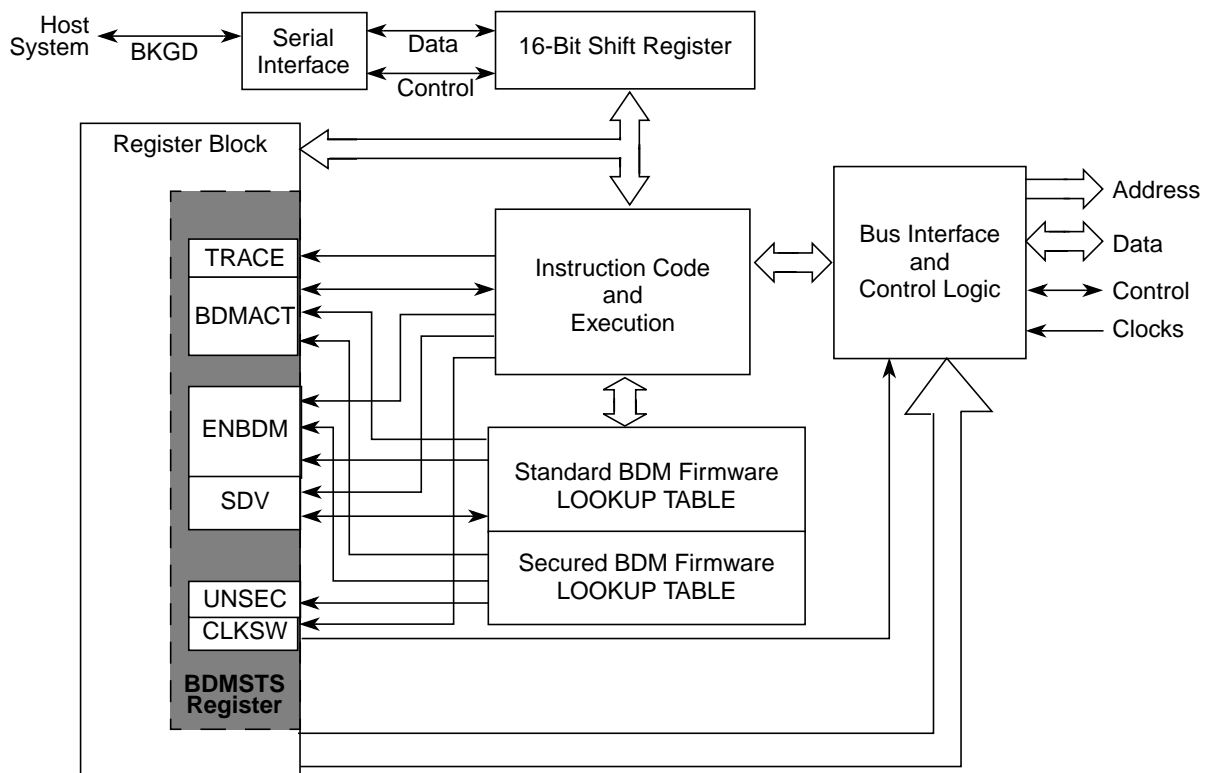 Host
System
BKGD
Serial
Interface
Data
Control
16-Bit Shift Register
Register Block
TRACE
BDMACT
ENBDM
SDV
UNSEC
CLKSW
BDMSTS
Register
Instruction Code
and
Execution
Standard BDM Firmware
LOOKUP TABLE
Secured BDM Firmware
LOOKUP TABLE
Bus Interface
and
Control Logic
Address
Data
Control
Clocks